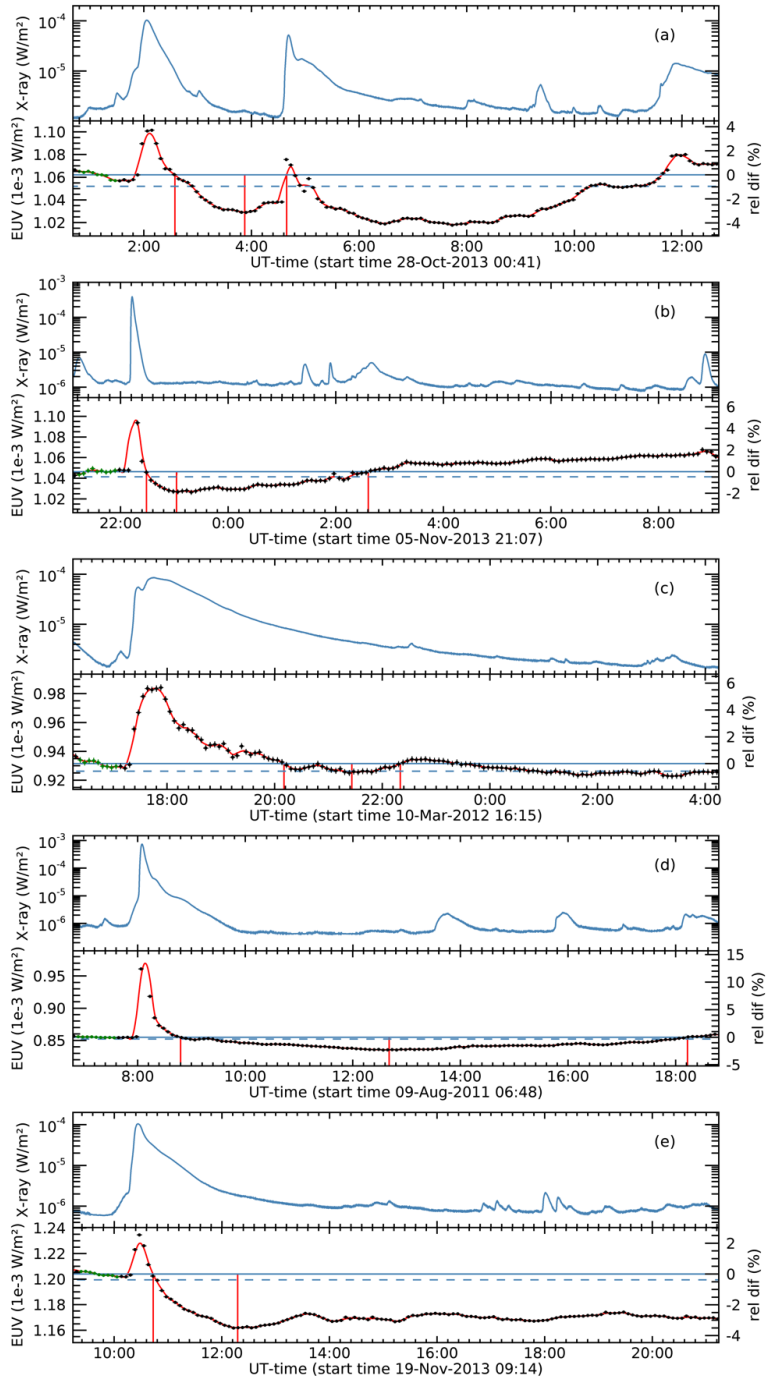 X-ray (W/m²)
10⁻⁴
10⁻⁵
(a)
EUV (1e-3 W/m²)
1.10
1.08
1.06
1.04
1.02
4
2
0
-2
-4
rel dif (%)
2:00 4:00 6:00 8:00 10:00 12:00
UT-time (start time 28-Oct-2013 00:41)
X-ray (W/m²)
10⁻³
10⁻⁴
10⁻⁵
10⁻⁶
(b)
EUV (1e-3 W/m²)
1.10
1.08
1.06
1.04
1.02
6
4
2
0
-2
rel dif (%)
22:00 0:00 2:00 4:00 6:00 8:00
UT-time (start time 05-Nov-2013 21:07)
X-ray (W/m²)
10⁻⁴
10⁻⁵
(c)
EUV (1e-3 W/m²)
0.98
0.96
0.94
0.92
6
4
2
0
rel dif (%)
18:00 20:00 22:00 0:00 2:00 4:00
UT-time (start time 10-Mar-2012 16:15)
X-ray (W/m²)
10⁻³
10⁻⁴
10⁻⁵
10⁻⁶
(d)
EUV (1e-3 W/m²)
0.95
0.90
0.85
15
10
5
0
-5
rel dif (%)
8:00 10:00 12:00 14:00 16:00 18:00
UT-time (start time 09-Aug-2011 06:48)
X-ray (W/m²)
10⁻⁴
10⁻⁵
10⁻⁶
(e)
EUV (1e-3 W/m²)
1.24
1.22
1.20
1.18
1.16
2
0
-2
-4
rel dif (%)
10:00 12:00 14:00 16:00 18:00 20:00
UT-time (start time 19-Nov-2013 09:14)